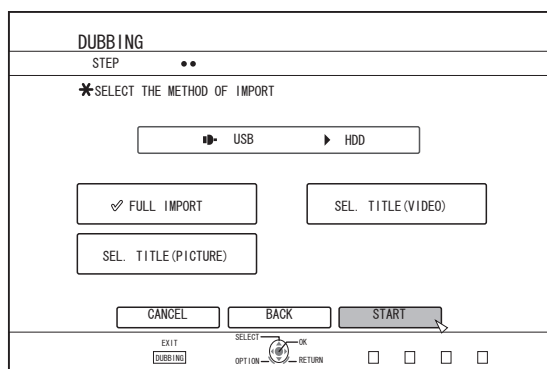 DUBBING
STEP
*SELECT THE METHOD OF IMPORT
USB ▶ HDD
✓ FULL IMPORT SEL. TITLE(VIDEO)
SEL. TITLE(PICTURE)
CANCEL BACK START
EXIT
DUBBING
SELECT OK
OPTION RETURN